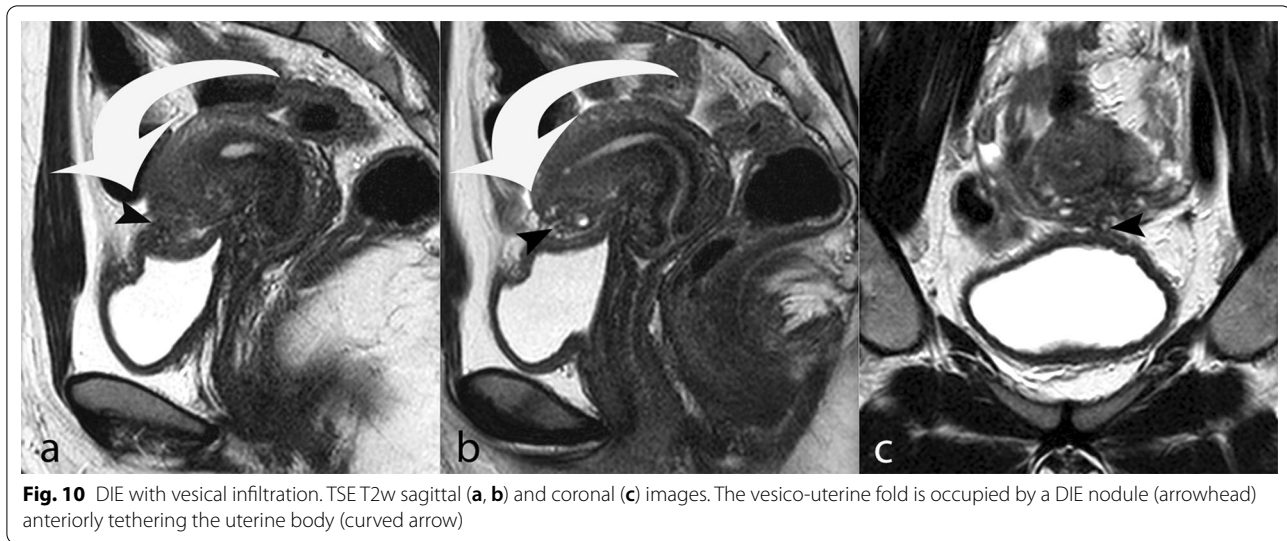 a b c
Fig. 10 DIE with vesical infiltration. TSE T2w sagittal (a, b) and coronal (c) images. The vesico-uterine fold is occupied by a DIE nodule (arrowhead)
anteriorly tethering the uterine body (curved arrow)